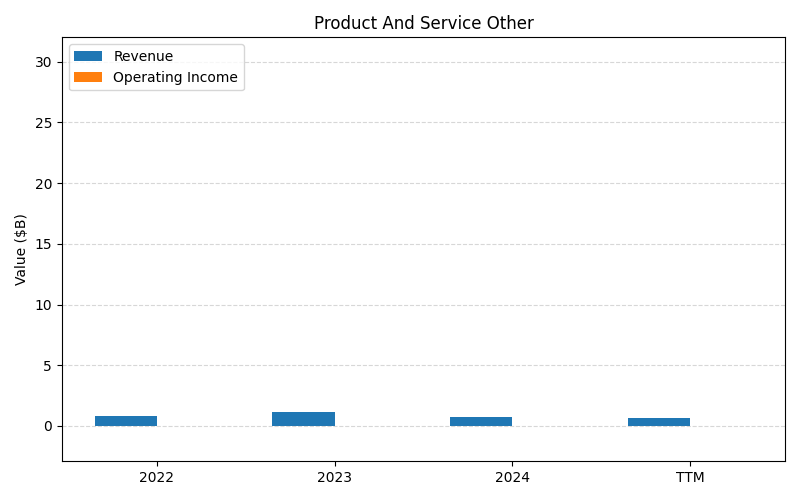 Product And Service Other
Revenue
Operating Income
Value ($B)
30
25
20
15
10
5
0
2022
2023
2024
TTM